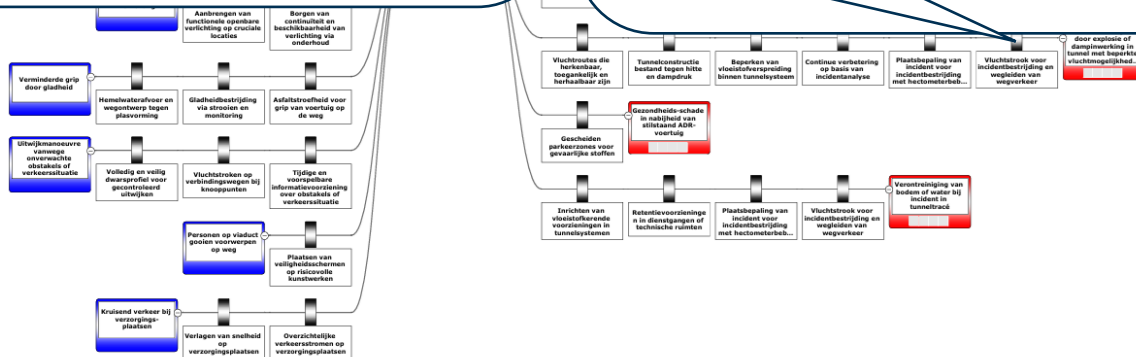 Aanbrengen van
functionele openbare
verlichting op cruciale
locaties
Borgen van
continuïteit en
beschikbaarheid van
verlichting via
onderhoud
Verminderde grip
door gladheid
Hemelwaterafvoer en
wegontwerp tegen
plasvorming
Gladheidbestrijding
via strooien en
monitoring
Asfaltstroefheid voor
grip van voertuig op
de weg
Uitwijkmanoeuvre
vanwege
onverwachte
obstakels of
verkeerssituatie
Volledig en veilig
dwarsprofiel voor
gecontroleerd
uitwijken
Vluchtstroken op
verbindingswegen bij
knooppunten
Tijdige en
voorspelbare
informatievoorziening
over obstakels of
verkeerssituatie
Personen op viaduct
gooien voorwerpen
op weg
Plaatsen van
veiligheidsschermen
op risicovolle
kunstwerken
Kruisend verkeer bij
verzorgings-
plaatsen
Verlagen van snelheid
op
verzorgingsplaatsen
Overzichtelijke
verkeersstromen op
verzorgingsplaatsen
Vluchtroutes die
herkenbaar,
toegankelijk en
herhaalbaar zijn
Tunnelconstructie
bestand tegen hitte
en dampdruk
Beperken van
vloeistofverspreiding
binnen tunnelsysteem
Continue verbetering
op basis van
incidentanalyse
Plaatsbepaling van
incident voor
incidentbestrijding
met hectometerbeb...
Vluchtstrook voor
incidentbestrijding en
wegleiden van
wegverkeer
door explosie of
dampinwerking in
tunnel met beperkte
vluchtmogelijkhed...
Gescheiden
parkeerzones voor
gevaarlijke stoffen
Gezondheids-schade
in nabijheid van
stilstaand ADR-
voertuig
Inrichten van
vloeistofkerende
voorzieningen in
tunnelsystemen
Retentievoorzieninge
n in dienstgangen of
technische ruimten
Plaatsbepaling van
incident voor
incidentbestrijding
met hectometerbeb...
Vluchtstrook voor
incidentbestrijding en
wegleiden van
wegverkeer
Verontreiniging van
bodem of water bij
incident in
tunneltracé